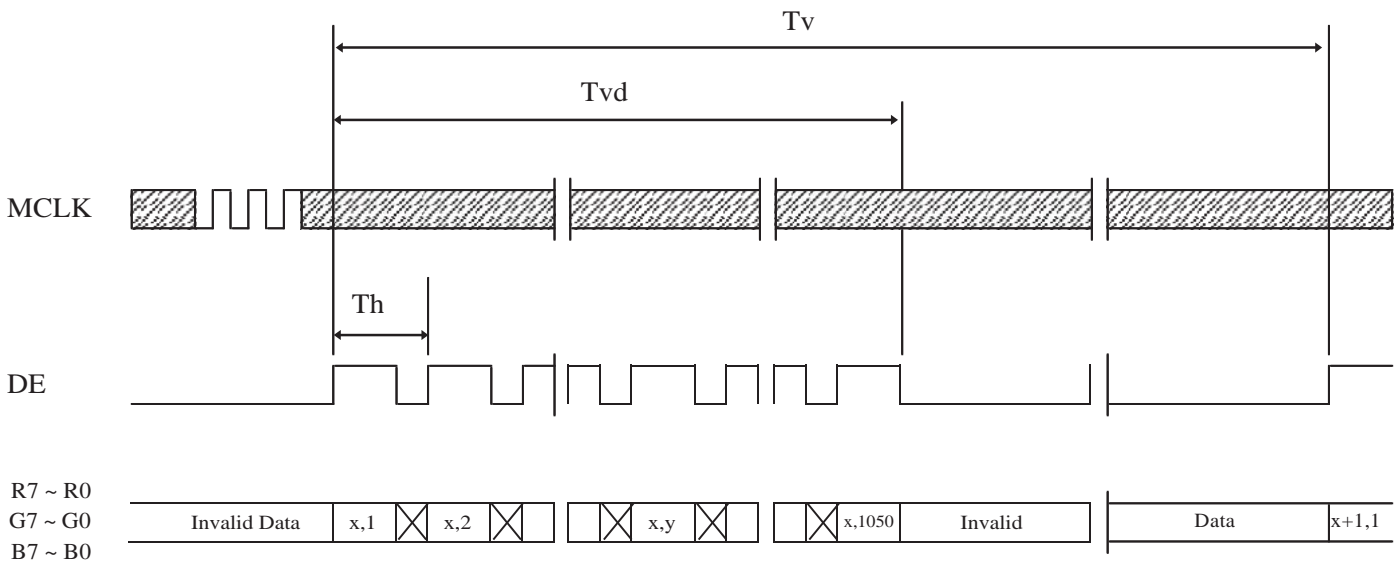 Tv
Tvd
MCLK
Th
DE
R7 ~ R0
G7 ~ G0
B7 ~ B0
Invalid Data x,1 x,2 x,y x,1050 Invalid Data x+1,1